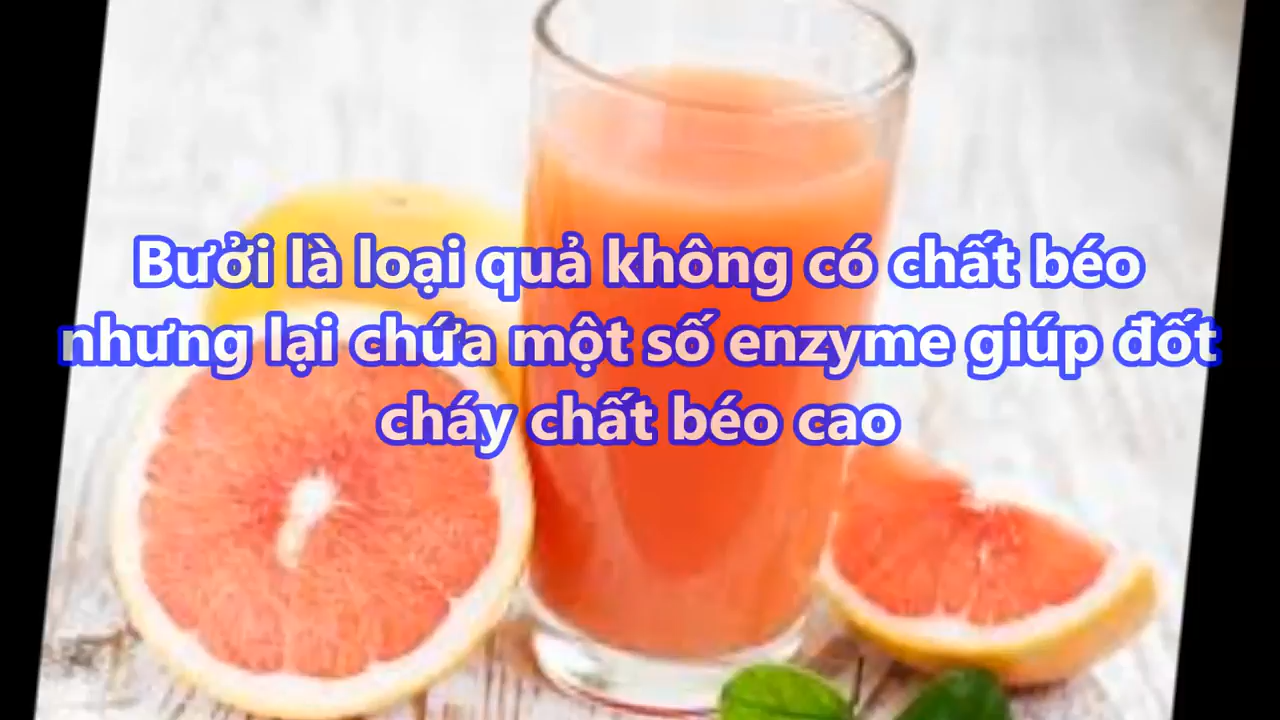 Bưởi là loại quả không có chất béo
nhưng lại chứa một số enzyme giúp đốt
cháy chất béo cao